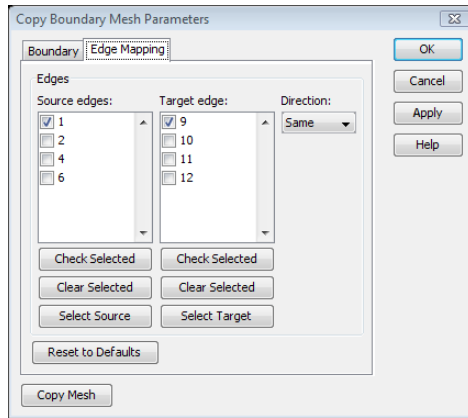 Copy Boundary Mesh Parameters
Boundary Edge Mapping
OK
Cancel
Apply
Help
Edges
Source edges: Target edge: Direction:
1 9 Same
2 10
4 11
6 12
Check Selected Check Selected
Clear Selected Clear Selected
Select Source Select Target
Reset to Defaults
Copy Mesh